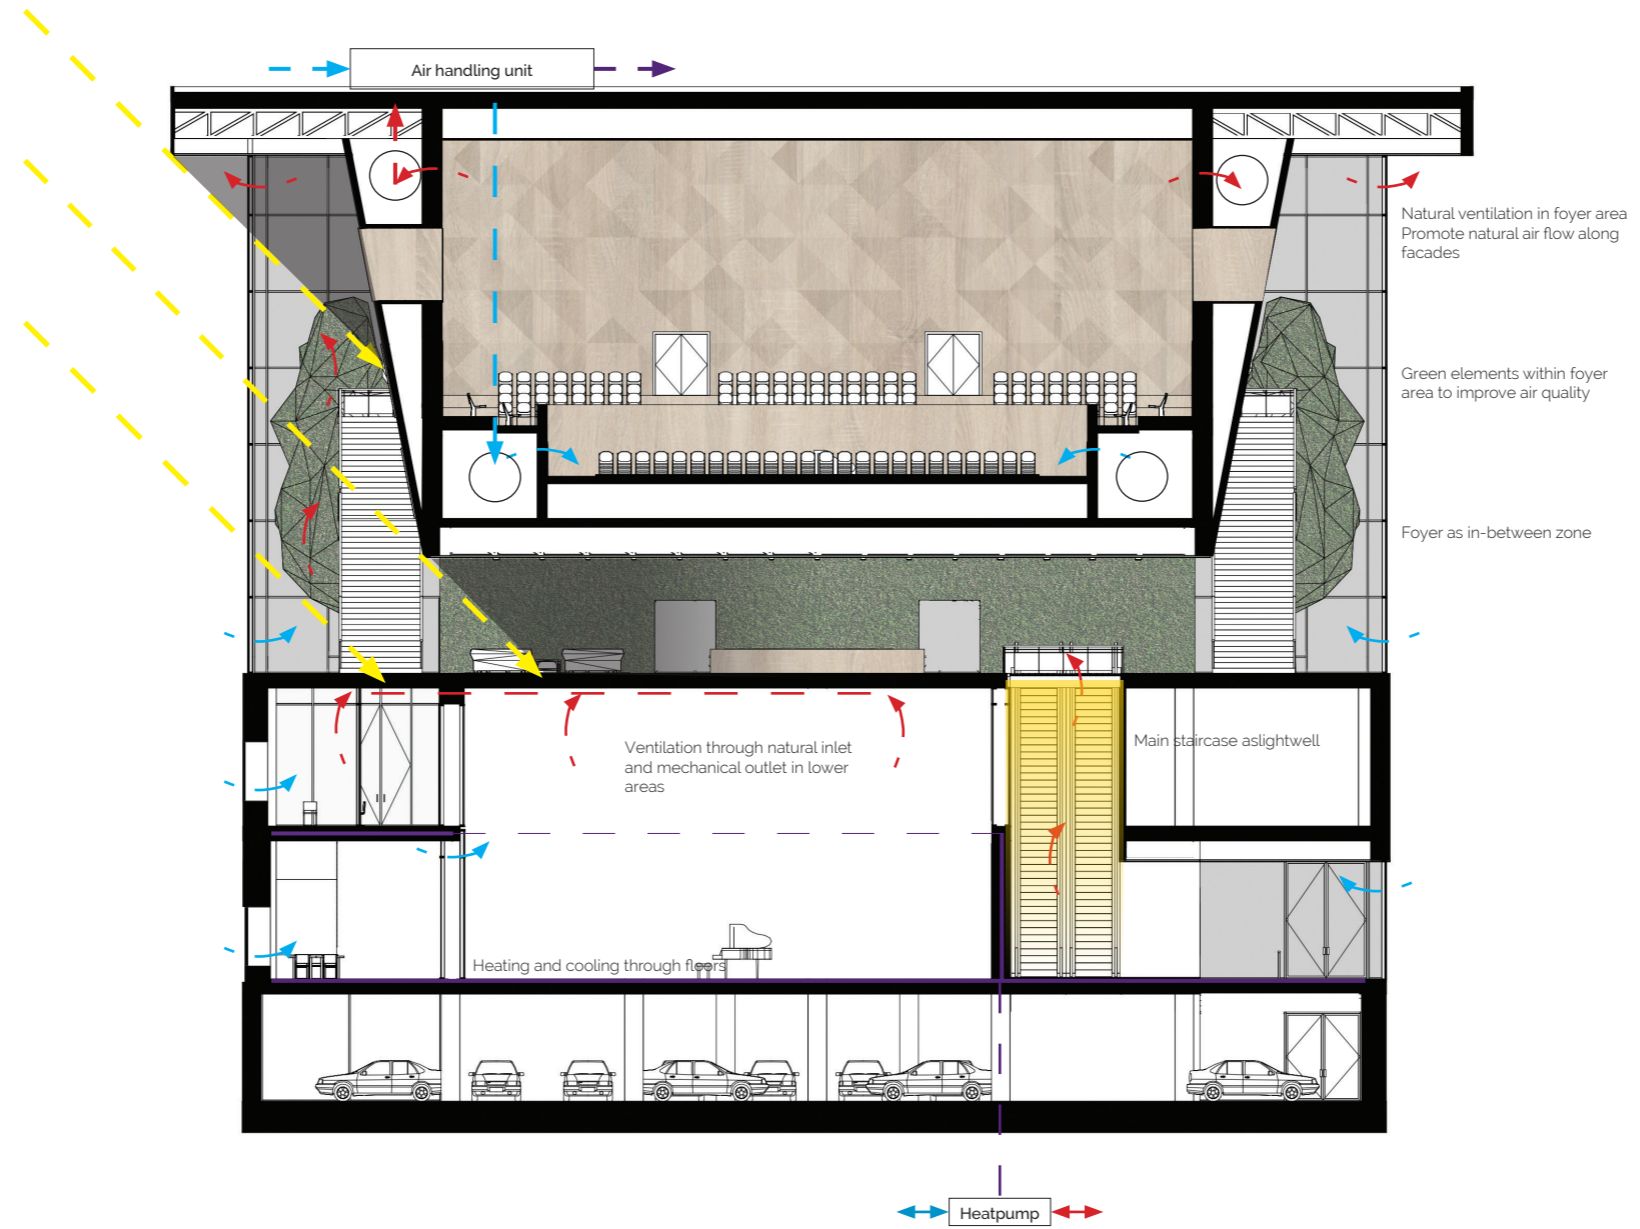 Air handling unit
Natural ventilation in foyer area
Promote natural air flow along
facades
Green elements within foyer
area to improve air quality
Foyer as in-between zone
Ventilation through natural inlet
and mechanical outlet in lower
areas
Main staircase aslightwell
Heating and cooling through floors
Heatpump